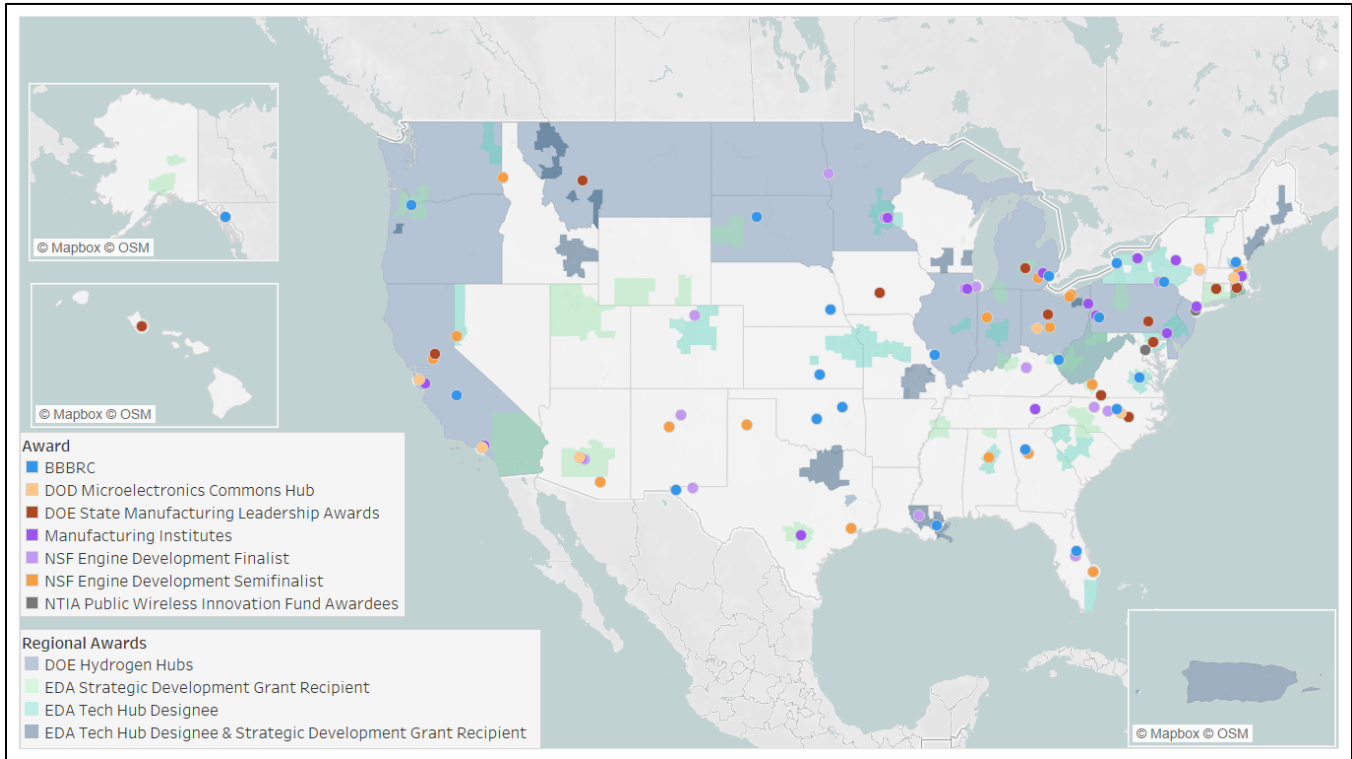 © Mapbox © OSM
© Mapbox © OSM
Award
BBBRC
DOD Microelectronics Commons Hub
DOE State Manufacturing Leadership Awards
Manufacturing Institutes
NSF Engine Development Finalist
NSF Engine Development Semifinalist
NTIA Public Wireless Innovation Fund Awardees
Regional Awards
DOE Hydrogen Hubs
EDA Strategic Development Grant Recipient
EDA Tech Hub Designee
EDA Tech Hub Designee & Strategic Development Grant Recipient
© Mapbox © OSM